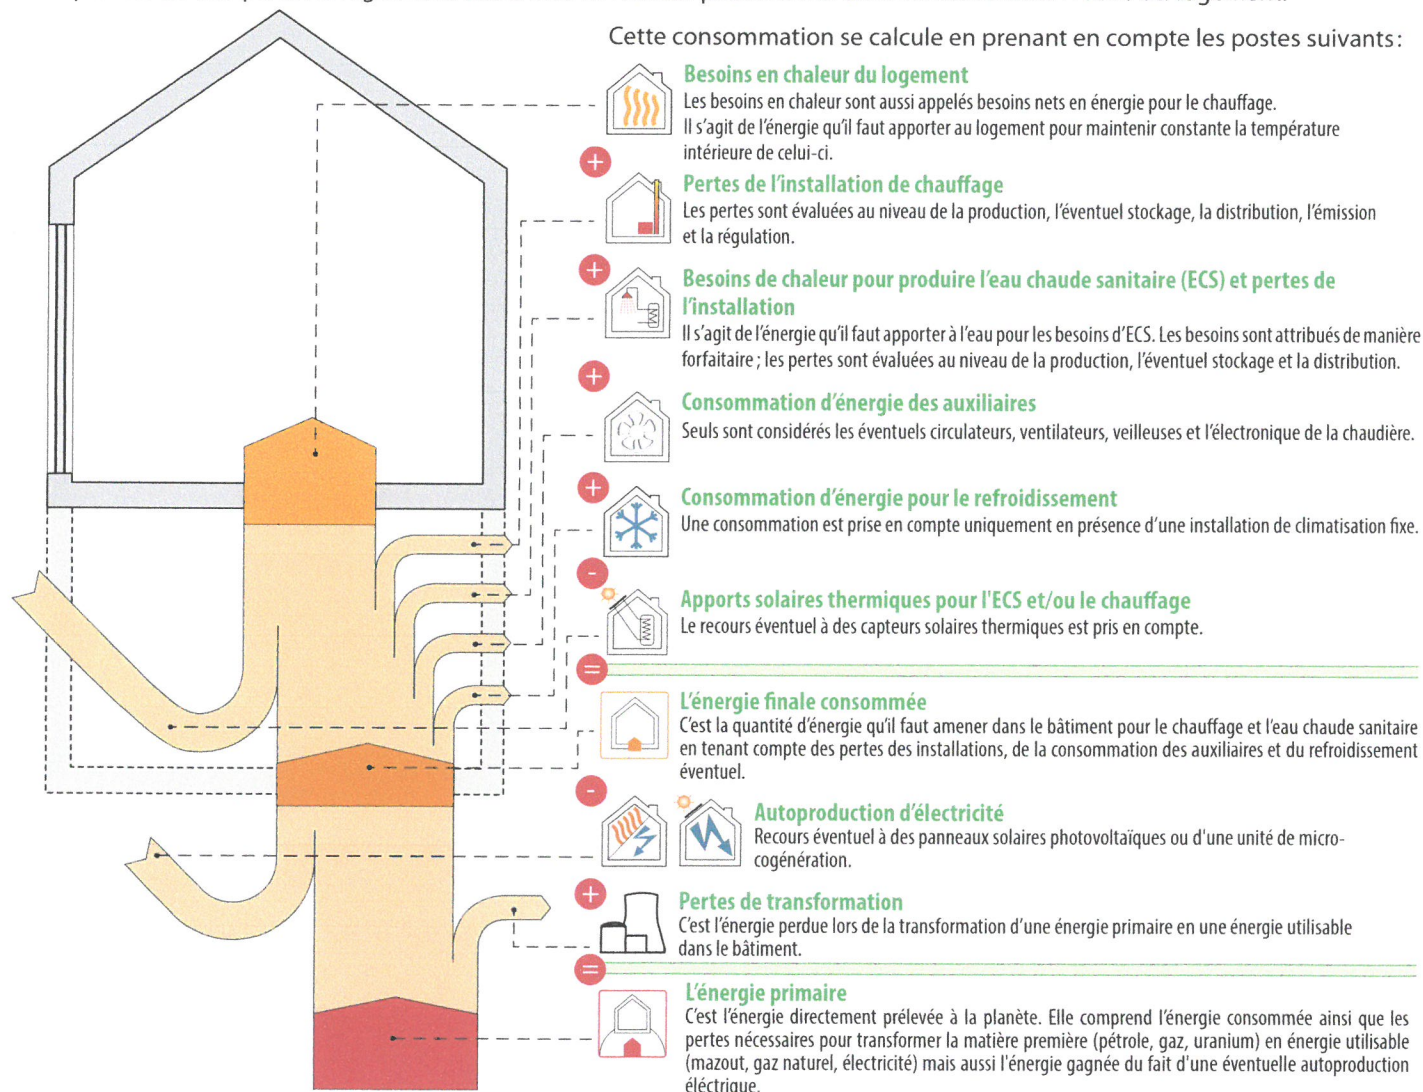 Cette consommation se calcule en prenant en compte les postes suivants :
Besoins en chaleur du logement
Les besoins en chaleur sont aussi appelés besoins nets en énergie pour le chauffage.
Il s'agit de l'énergie qu'il faut apporter au logement pour maintenir constante la température
intérieure de celui-ci.
+
Pertes de l'installation de chauffage
Les pertes sont évaluées au niveau de la production, l'éventuel stockage, la distribution, l'émission
et la régulation.
+
Besoins de chaleur pour produire l'eau chaude sanitaire (ECS) et pertes de
l'installation
Il s'agit de l'énergie qu'il faut apporter à l'eau pour les besoins d'ECS. Les besoins sont attribués de manière
forfaitaire ; les pertes sont évaluées au niveau de la production, l'éventuel stockage et la distribution.
+
Consommation d'énergie des auxiliaires
Seuls sont considérés les éventuels circulateurs, ventilateurs, veilleuses et l'électronique de la chaudière.
+
Consommation d'énergie pour le refroidissement
Une consommation est prise en compte uniquement en présence d'une installation de climatisation fixe.
-
Apports solaires thermiques pour l'ECS et/ou le chauffage
Le recours éventuel à des capteurs solaires thermiques est pris en compte.
=
L'énergie finale consommée
C'est la quantité d'énergie qu'il faut amener dans le bâtiment pour le chauffage et l'eau chaude sanitaire
en tenant compte des pertes des installations, de la consommation des auxiliaires et du refroidissement
éventuel.
-
Autoproduction d'électricité
Recours éventuel à des panneaux solaires photovoltaïques ou d'une unité de micro-
cogénération.
+
Pertes de transformation
C'est l'énergie perdue lors de la transformation d'une énergie primaire en une énergie utilisable
dans le bâtiment.
=
L'énergie primaire
C'est l'énergie directement prélevée à la planète. Elle comprend l'énergie consommée ainsi que les
pertes nécessaires pour transformer la matière première (pétrole, gaz, uranium) en énergie utilisable
(mazout, gaz naturel, électricité) mais aussi l'énergie gagnée du fait d'une éventuelle autoproduction
éléctrique.